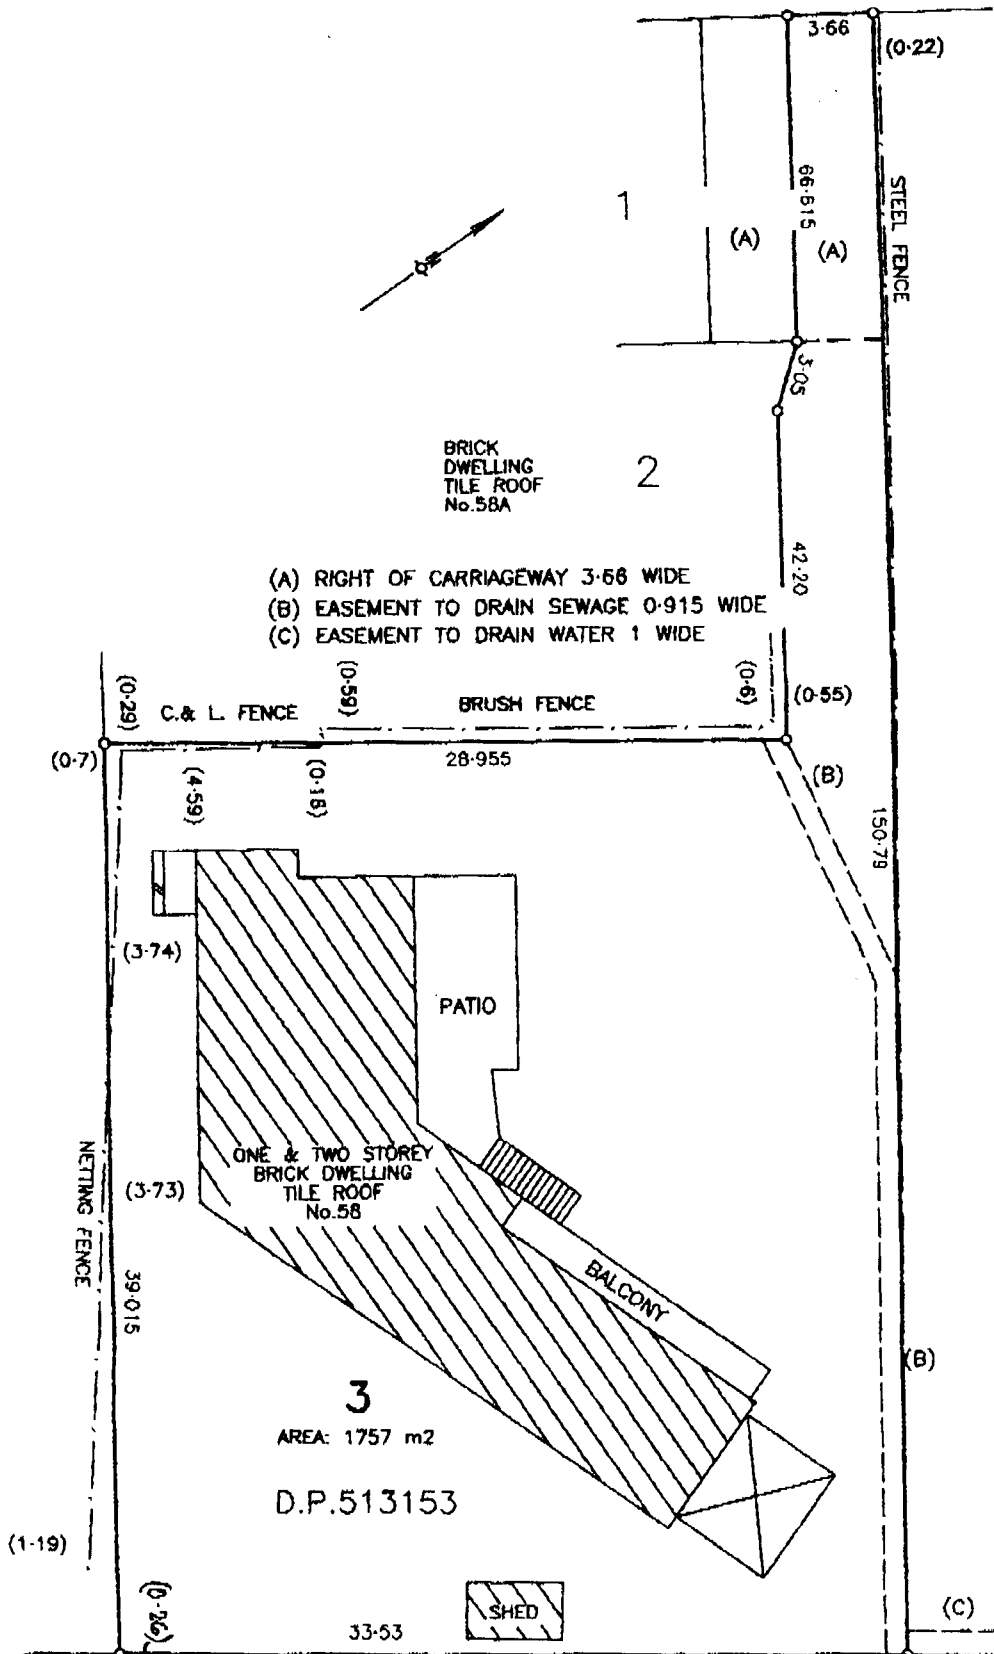 3·66
(0·22)
STEEL FENCE
66·615
1
(A)
(A)
N
3·05
BRICK
DWELLING
TILE ROOF
No.58A
2
42·20
(A) RIGHT OF CARRIAGEWAY 3·66 WIDE
(B) EASEMENT TO DRAIN SEWAGE 0·915 WIDE
(C) EASEMENT TO DRAIN WATER 1 WIDE
(0·29)
C.& L. FENCE
(0·59)
BRUSH FENCE
(0·6)
(0·55)
(0·7)
28·955
(4·59)
(0·18)
(B)
150·79
(3·74)
PATIO
ONE & TWO STOREY
BRICK DWELLING
TILE ROOF
No.58
(3·73)
NETTING FENCE
39·015
BALCONY
(B)
3
AREA: 1757 m2
D.P.513153
(1·19)
(0·26)
33·53
SHED
(C)